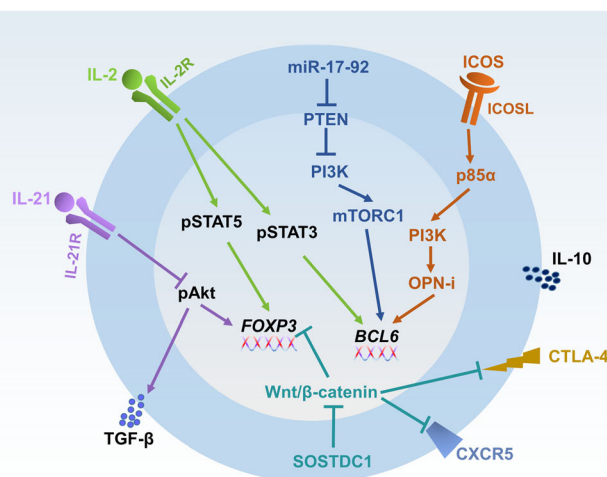 miR-17-92
ICOS
IL-2
IL-2R
ICOSL
PTEN
PI3K
p85α
IL-21
mTORC1
pSTAT5
pSTAT3
PI3K
IL-21R
IL-10
OPN-i
pAkt
FOXP3
BCL6
CTLA-4
Wnt/β-catenin
TGF-β
CXCR5
SOSTDC1